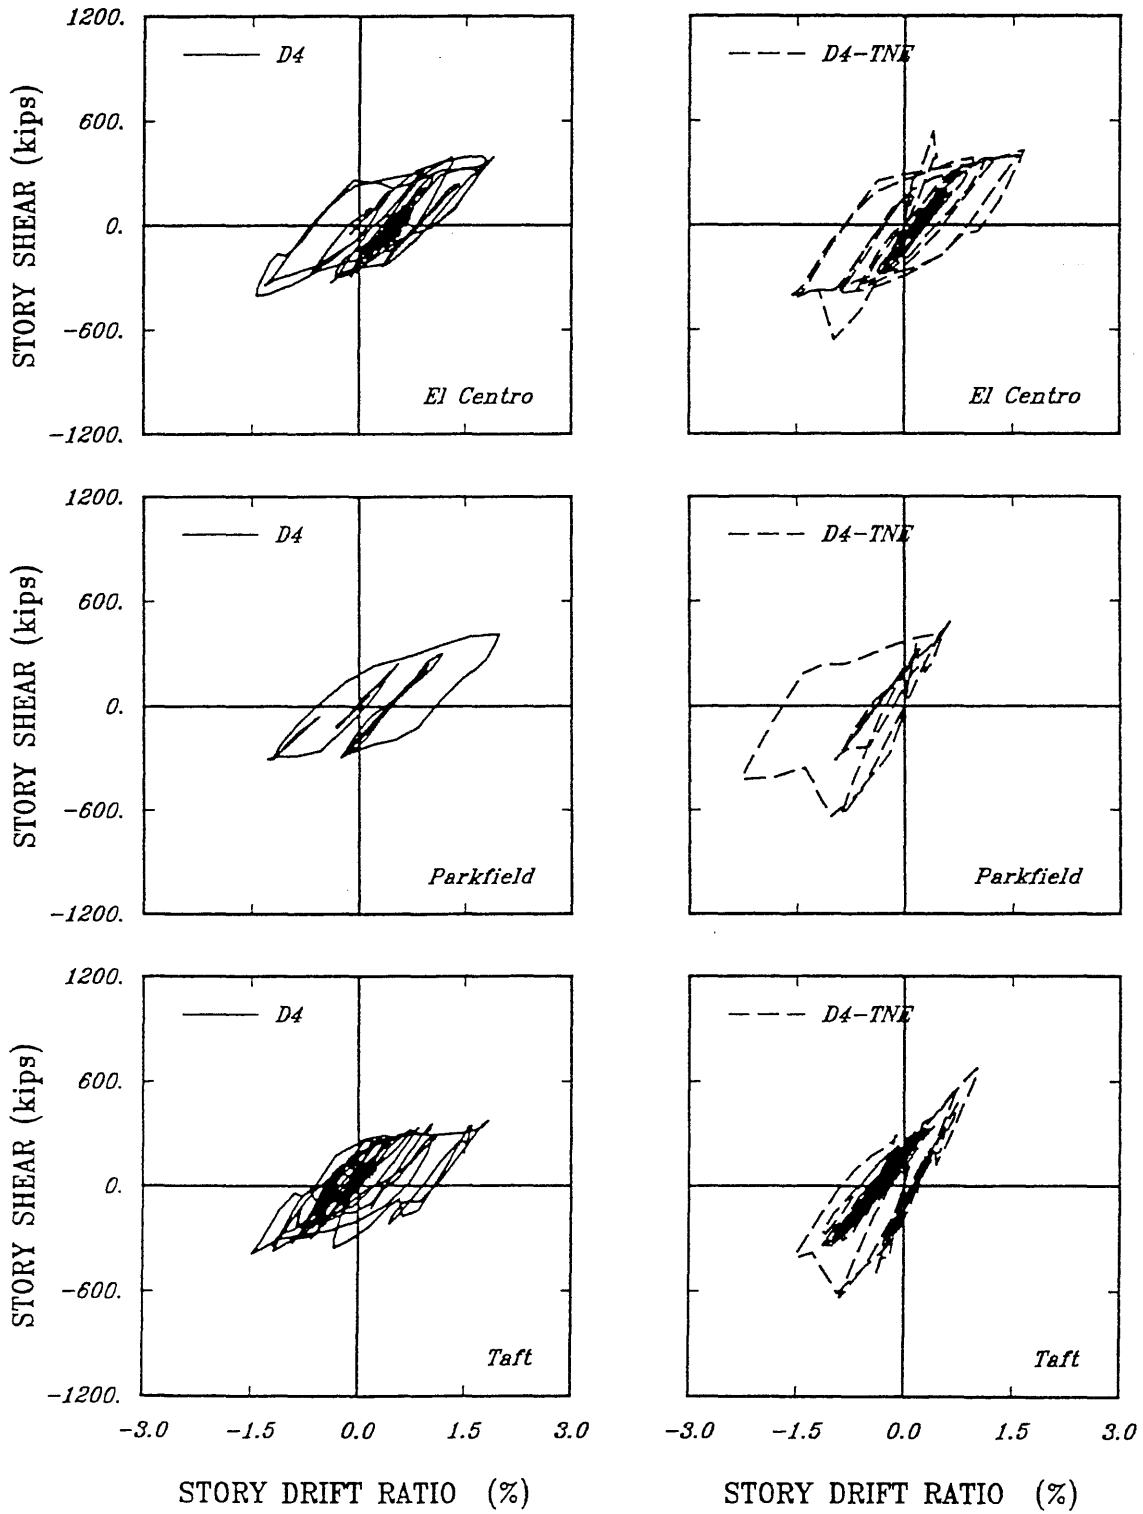 1200.
D4
D4-TNE
600.
STORY SHEAR (kips)
0.
-600.
El Centro
El Centro
-1200.
1200.
D4
D4-TNE
600.
STORY SHEAR (kips)
0.
-600.
Parkfield
Parkfield
-1200.
1200.
D4
D4-TNE
600.
STORY SHEAR (kips)
0.
-600.
Taft
Taft
-1200.
-3.0 -1.5 0.0 1.5 3.0
-1.5 0.0 1.5 3.0
STORY DRIFT RATIO (%)
STORY DRIFT RATIO (%)